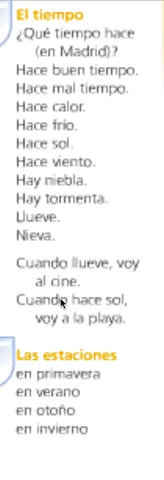 El tiempo
¿Qué tiempo hace
(en Madrid)?
Hace buen tiempo.
Hace mal tiempo.
Hace calor.
Hace frío.
Hace sol.
Hace viento.
Hay niebla.
Hay tormenta.
Llueve.
Nieva.
Cuando llueve, voy
al cine.
Cuando hace sol,
voy a la playa.
Las estaciones
en primavera
en verano
en otoño
en invierno